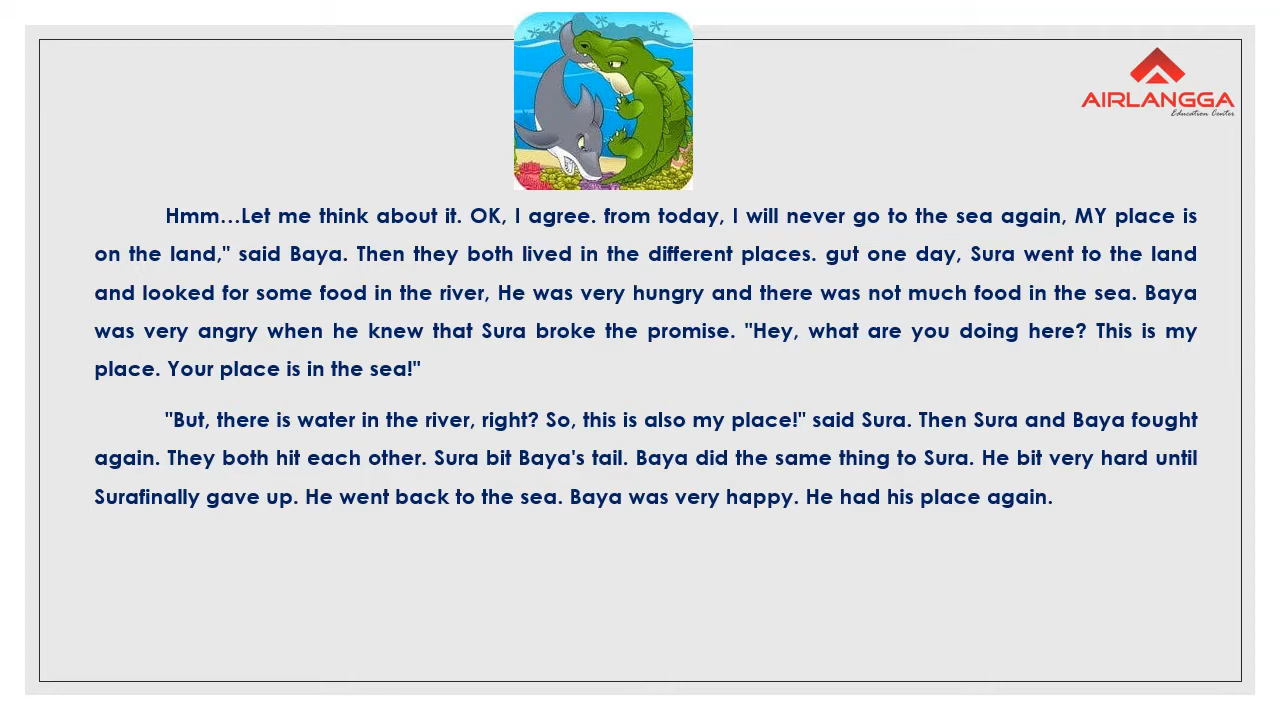 AIRLANGGA
Education Center
Hmm…Let me think about it. OK, I agree. from today, I will never go to the sea again, MY place is
on the land," said Baya. Then they both lived in the different places. gut one day, Sura went to the land
and looked for some food in the river, He was very hungry and there was not much food in the sea. Baya
was very angry when he knew that Sura broke the promise. "Hey, what are you doing here? This is my
place. Your place is in the sea!"
"But, there is water in the river, right? So, this is also my place!" said Sura. Then Sura and Baya fought
again. They both hit each other. Sura bit Baya's tail. Baya did the same thing to Sura. He bit very hard until
Surafinally gave up. He went back to the sea. Baya was very happy. He had his place again.